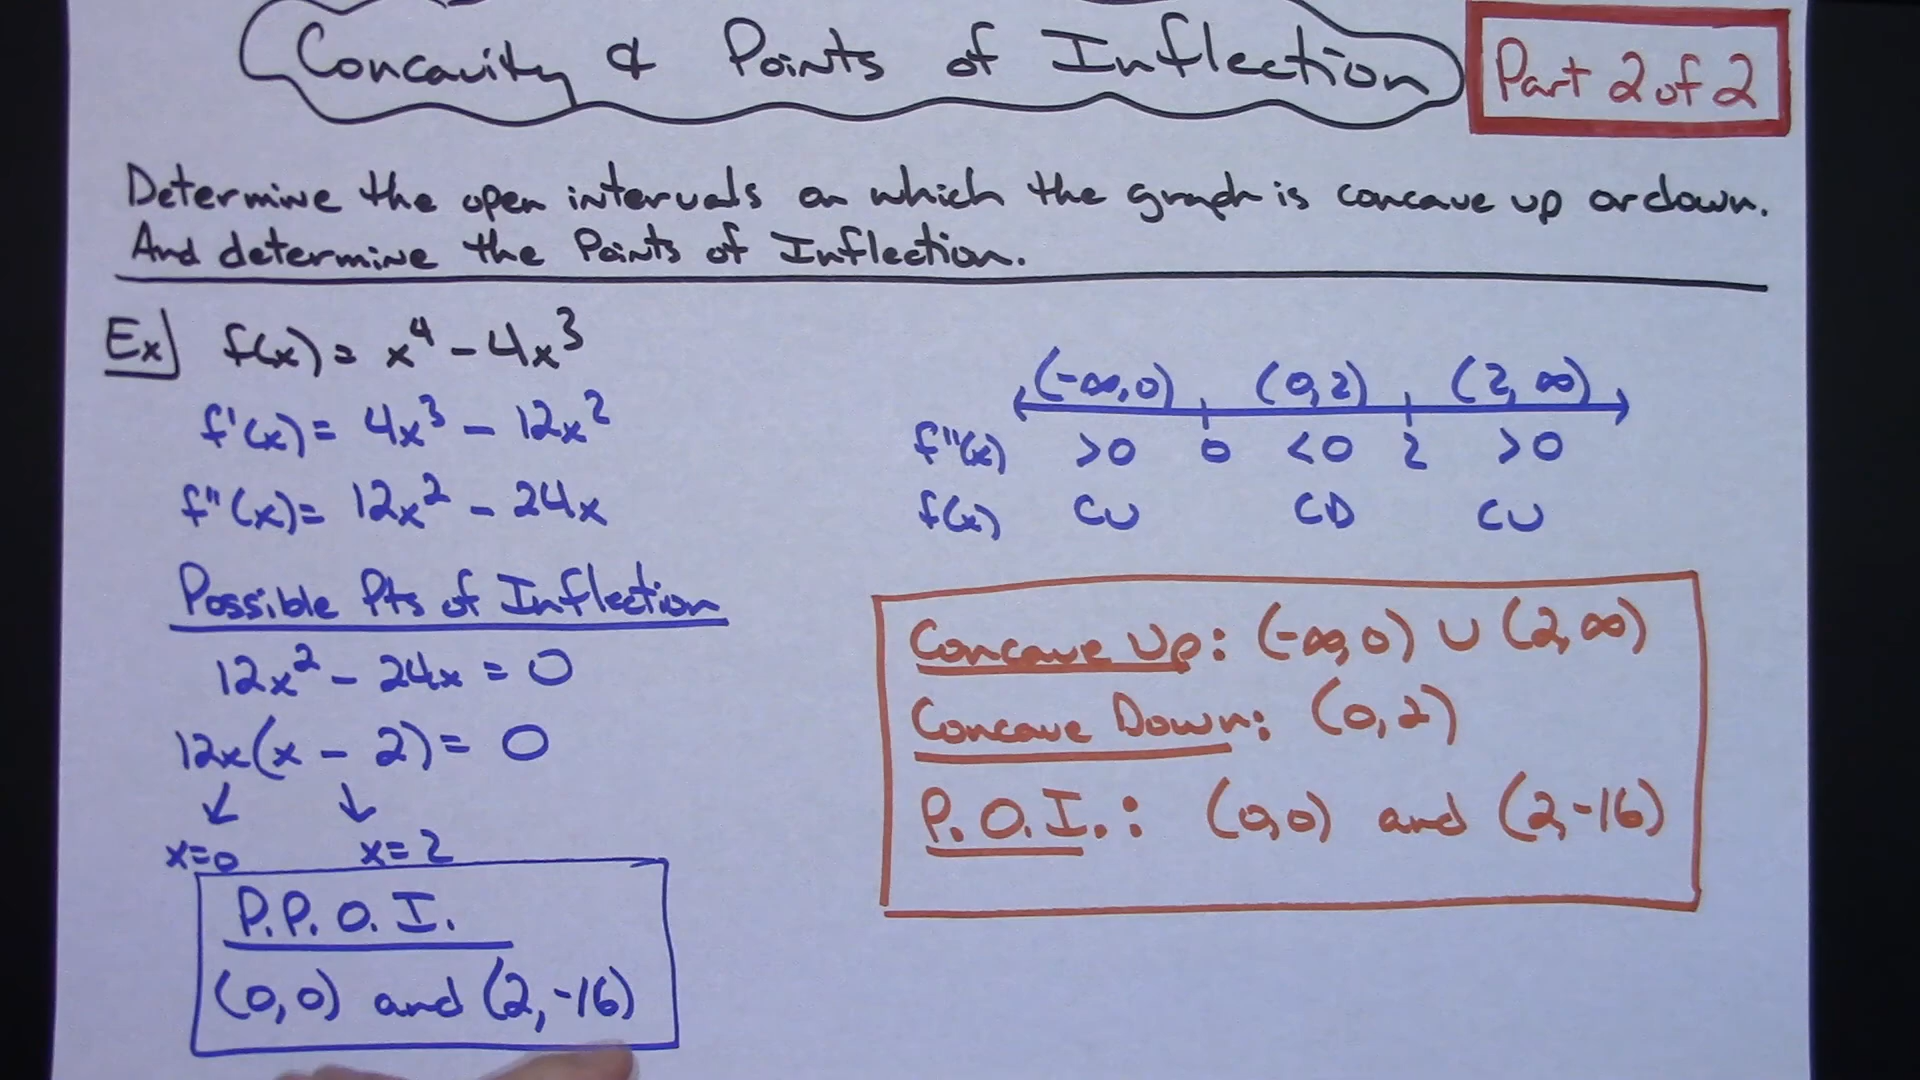 Concavity & Points of Inflection
Part 2 of 2
Determine the open intervals on which the graph is concave up or down.
And determine the Points of Inflection.
Ex] f(x) = x⁴ - 4x³
f'(x) = 4x³ - 12x²
f"(x) = 12x² - 24x
Possible Pts of Inflection
12x² - 24x = 0
12x(x - 2) = 0
↙ ↘
x=0 x=2
P.P.O.I.
(0,0) and (2,-16)
(-∞,0) (0,2) (2,∞)
f"(x) >0 0 <0 2 >0
f(x) CU CD CU
Concave Up: (-∞,0) ∪ (2,∞)
Concave Down: (0,2)
P.O.I.: (0,0) and (2,-16)